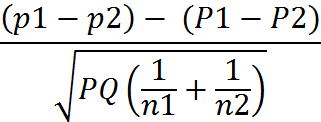 (p1 − p2) − (P1 − P2)
√PQ(1/n1 + 1/n2)